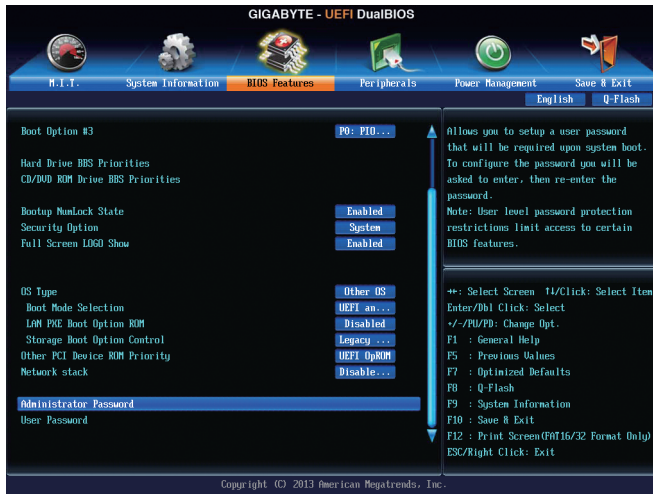 GIGABYTE - UEFI DualBIOS
M.I.T. System Information BIOS Features Peripherals Power Management Save & Exit
English Q-Flash
Boot Option #3 P0: PIO...
Hard Drive BBS Priorities
CD/DVD ROM Drive BBS Priorities
Bootup NumLock State Enabled
Security Option System
Full Screen LOGO Show Enabled
OS Type Other OS
Boot Mode Selection UEFI an...
LAN PXE Boot Option ROM Disabled
Storage Boot Option Control Legacy ...
Other PCI Device ROM Priority UEFI OpROM
Network stack Disable...
Administrator Password
User Password
Allows you to setup a user password
that will be required upon system boot.
To configure the password you will be
asked to enter, then re-enter the
password.
Note: User level password protection
restrictions limit access to certain
BIOS features.
→←: Select Screen ↑↓/Click: Select Item
Enter/Dbl Click: Select
+/-/PU/PD: Change Opt.
F1 : General Help
F5 : Previous Values
F7 : Optimized Defaults
F8 : Q-Flash
F9 : System Information
F10 : Save & Exit
F12 : Print Screen(FAT16/32 Format Only)
ESC/Right Click: Exit
Copyright (C) 2013 American Megatrends, Inc.